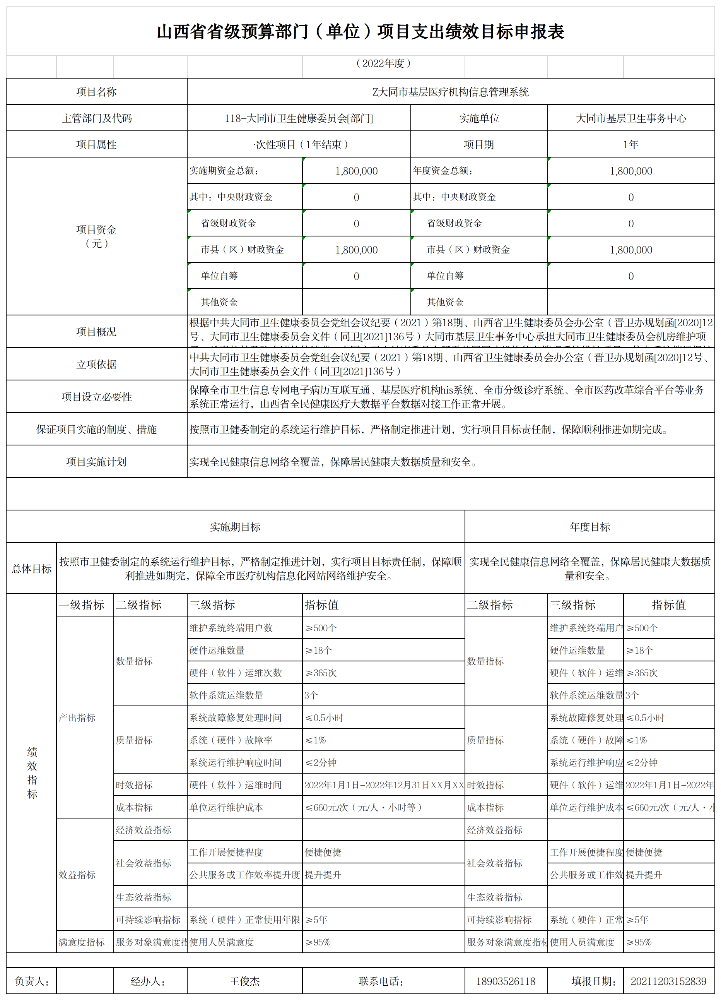 山西省省级预算部门（单位）项目支出绩效目标申报表
（2022年度）
项目名称 Z大同市基层医疗机构信息管理系统
主管部门及代码 118-大同市卫生健康委员会[部门] 实施单位 大同市基层卫生事务中心
项目属性 一次性项目（1年结束） 项目期 1年
项目资金
（元）
实施期资金总额： 1,800,000 年度资金总额： 1,800,000
其中：中央财政资金 0 其中：中央财政资金 0
省级财政资金 0 省级财政资金 0
市县（区）财政资金 1,800,000 市县（区）财政资金 1,800,000
单位自筹 0 单位自筹 0
其他资金 其他资金
项目概况
根据中共大同市卫生健康委员会党组会议纪要（2021）第18期、山西省卫生健康委员会办公室（晋卫办规划函[2020]12
号、大同市卫生健康委员会文件（同卫[2021]136号）大同市基层卫生事务中心承担大同市卫生健康委员会机房维护项
立项依据
中共大同市卫生健康委员会党组会议纪要（2021）第18期、山西省卫生健康委员会办公室（晋卫办规划函[2020]12号、
大同市卫生健康委员会文件（同卫[2021]136号）
项目设立必要性
保障全市卫生信息专网电子病历互联互通、基层医疗机构his系统、全市分级诊疗系统、全市医药改革综合平台等业务
系统正常运行，山西省全民健康医疗大数据平台数据对接工作正常开展。
保证项目实施的制度、措施 按照市卫健委制定的系统运行维护目标，严格制定推进计划，实行项目目标责任制，保障顺利推进如期完成。
项目实施计划 实现全民健康信息网络全覆盖，保障居民健康大数据质量和安全。
实施期目标 年度目标
总体目标
按照市卫健委制定的系统运行维护目标，严格制定推进计划，实行项目目标责任制，保障顺
利推进如期完，保障全市医疗机构信息化网站网络维护安全。
实现全民健康信息网络全覆盖，保障居民健康大数据质
量和安全。
绩
效
指
标
一级指标 二级指标 三级指标 指标值 二级指标 三级指标 指标值
产出指标
数量指标 数量指标
维护系统终端用户数 ≥500个 维护系统终端用户 ≥500个
硬件运维数量 ≥18个 硬件运维数量 ≥18个
硬件（软件）运维次数 ≥365次 硬件（软件）运维 ≥365次
软件系统运维数量 3个 软件系统运维数量 3个
质量指标 质量指标
系统故障修复处理时间 ≤0.5小时 系统故障修复处理 ≤0.5小时
系统（硬件）故障率 ≤1% 系统（硬件）故障 ≤1%
系统运行维护响应时间 ≤2分钟 系统运行维护响应 ≤2分钟
时效指标 硬件（软件）运维时间 2022年1月1日-2022年12月31日XX月XX 时效指标 硬件（软件）运维 2022年1月1日-2022年
成本指标 单位运行维护成本 ≤660元/次（元/人·小时等） 成本指标 单位运行维护成本 ≤660元/次（元/人·小
效益指标
经济效益指标 经济效益指标
社会效益指标 社会效益指标
工作开展便捷程度 便捷便捷 工作开展便捷程度 便捷便捷
公共服务或工作效率提升度 提升提升 公共服务或工作效 提升提升
生态效益指标 生态效益指标
可持续影响指标 系统（硬件）正常使用年限 ≥5年 可持续影响指标 系统（硬件）正常 ≥5年
满意度指标 服务对象满意度指 使用人员满意度 ≥95% 服务对象满意度指标 使用人员满意度 ≥95%
负责人： 经办人： 王俊杰 联系电话： 18903526118 填报日期： 20211203152839